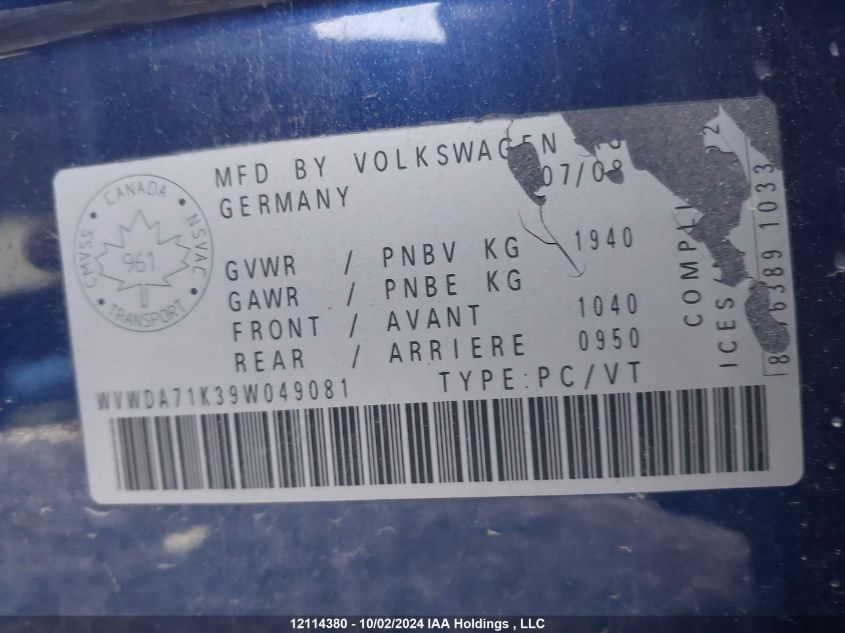 MFD BY VOLKSWAGEN
GERMANY 07/08
CANADA
CMVSS
NSVAC
961
TRANSPORT
GVWR / PNBV KG 1940
GAWR / PNBE KG
FRONT / AVANT 1040
REAR / ARRIERE 0950
WVWDA71K39W049081 TYPE:PC/VT
COMPLI
ICES
6389 1033
12114380 - 10/02/2024 IAA Holdings , LLC